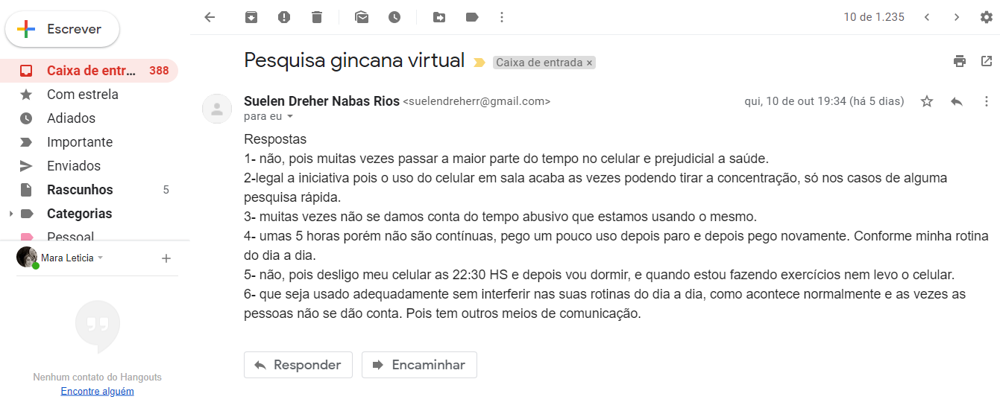 Escrever
10 de 1.235
Caixa de entr... 388
Com estrela
Adiados
Importante
Enviados
Rascunhos 5
Categorias
Pessoal
Mara Leticia
Nenhum contato do Hangouts
Encontre alguém
Pesquisa gincana virtual Caixa de entrada ×
Suelen Dreher Nabas Rios <suelendreherr@gmail.com> qui, 10 de out 19:34 (há 5 dias)
para eu
Respostas
1- não, pois muitas vezes passar a maior parte do tempo no celular e prejudicial a saúde.
2-legal a iniciativa pois o uso do celular em sala acaba as vezes podendo tirar a concentração, só nos casos de alguma
pesquisa rápida.
3- muitas vezes não se damos conta do tempo abusivo que estamos usando o mesmo.
4- umas 5 horas porém não são contínuas, pego um pouco uso depois paro e depois pego novamente. Conforme minha rotina
do dia a dia.
5- não, pois desligo meu celular as 22:30 HS e depois vou dormir, e quando estou fazendo exercícios nem levo o celular.
6- que seja usado adequadamente sem interferir nas suas rotinas do dia a dia, como acontece normalmente e as vezes as
pessoas não se dão conta. Pois tem outros meios de comunicação.
Responder
Encaminhar